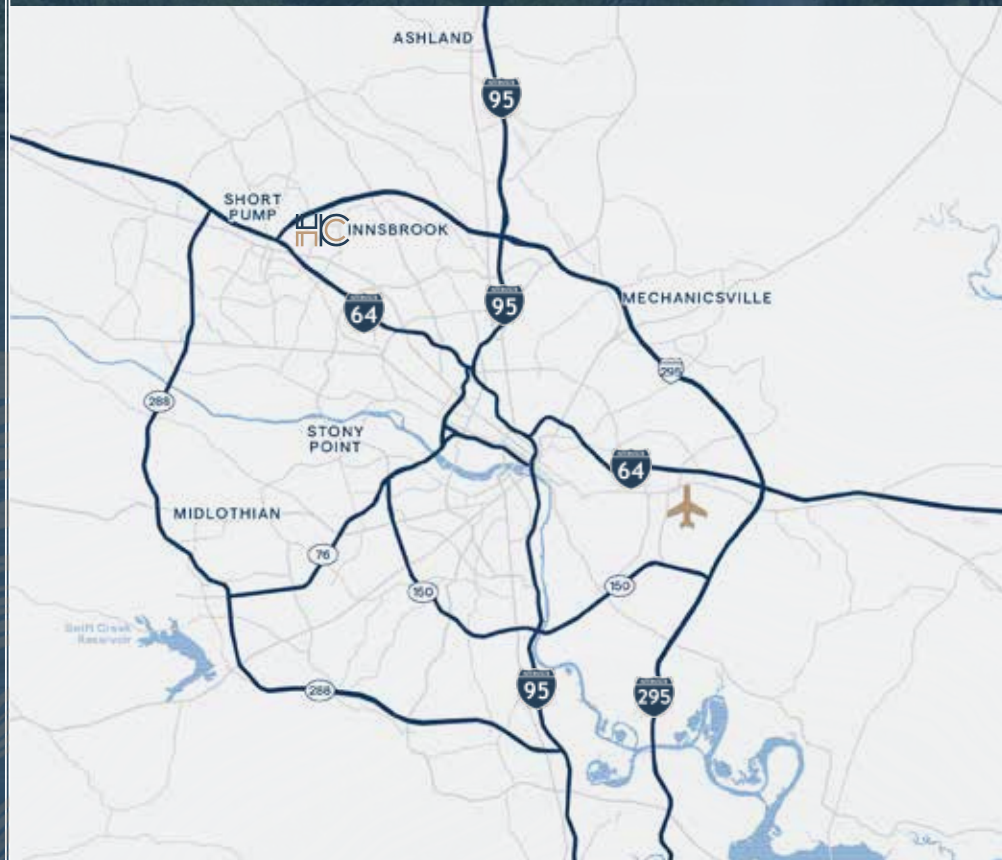 ASHLAND
95
SHORT
PUMP
HC
INNSBROOK
64
95
MECHANICSVILLE
295
288
STONY
POINT
64
MIDLOTHIAN
76
150
150
Swift Creek
Reservoir
288
95
295